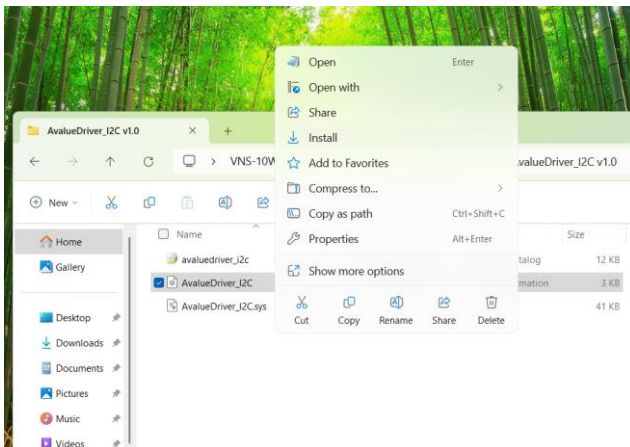 Open Enter
Open with
Share
Install
Add to Favorites
Compress to...
Copy as path Ctrl+Shift+C
Properties Alt+Enter
Show more options
Cut Copy Rename Share Delete
AvalueDriver_I2C v1.0
VNS-10W
valueDriver_I2C v1.0
New
Name Size
Home
Gallery
Desktop
Downloads
Documents
Pictures
Music
Videos
avaluedriver_i2c talog 12 KB
AvalueDriver_I2C mation 3 KB
AvalueDriver_I2C.sys 41 KB